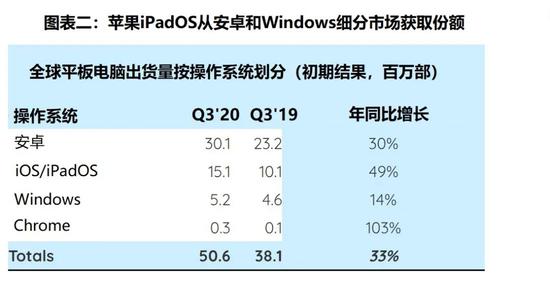 图表二：苹果iPadOS从安卓和Windows细分市场获取份额
全球平板电脑出货量按操作系统划分（初期结果，百万部）
操作系统 Q3'20 Q3'19 年同比增长
安卓 30.1 23.2 30%
iOS/iPadOS 15.1 10.1 49%
Windows 5.2 4.6 14%
Chrome 0.3 0.1 103%
Totals 50.6 38.1 33%